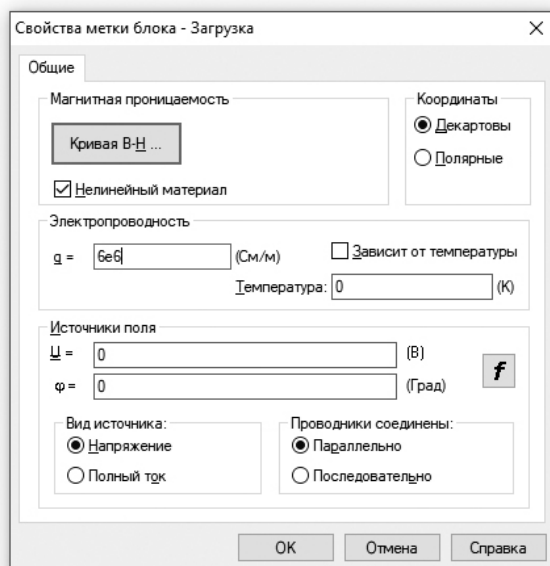 Свойства метки блока - Загрузка
Общие
Магнитная проницаемость
Кривая B-H ...
Нелинейный материал
Координаты
Декартовы
Полярные
Электропроводность
g = 6e6 (См/м)
Зависит от температуры
Температура: 0 (К)
Источники поля
U = 0 (В)
φ = 0 (Град)
f
Вид источника:
Напряжение
Полный ток
Проводники соединены:
Параллельно
Последовательно
OK Отмена Справка